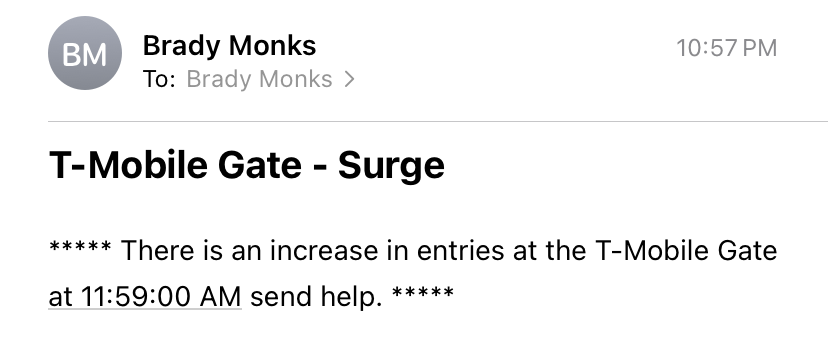 BM
Brady Monks
10:57 PM
To: Brady Monks >
T-Mobile Gate - Surge
***** There is an increase in entries at the T-Mobile Gate
at 11:59:00 AM send help. *****